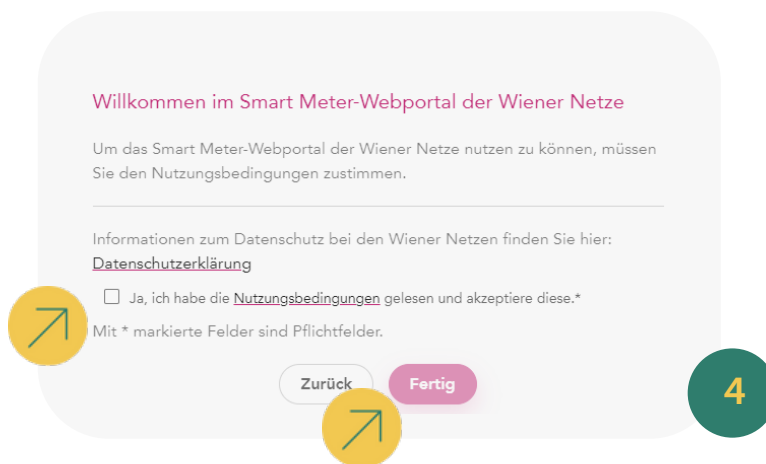 Willkommen im Smart Meter-Webportal der Wiener Netze
Um das Smart Meter-Webportal der Wiener Netze nutzen zu können, müssen
Sie den Nutzungsbedingungen zustimmen.
Informationen zum Datenschutz bei den Wiener Netzen finden Sie hier:
Datenschutzerklärung
Ja, ich habe die Nutzungsbedingungen gelesen und akzeptiere diese.*
Mit * markierte Felder sind Pflichtfelder.
Zurück Fertig
4